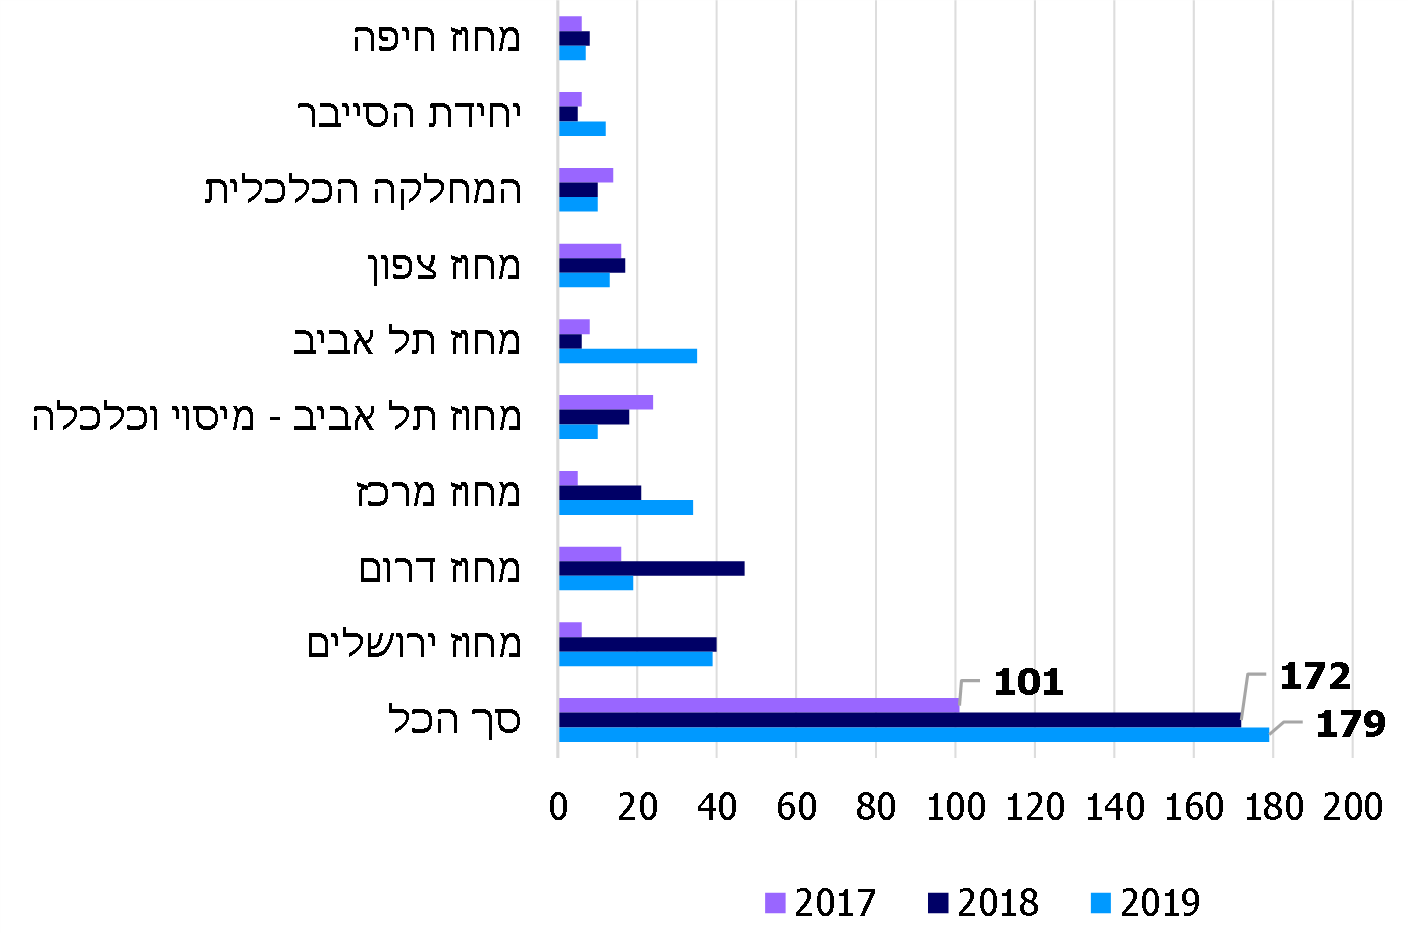 מחוז חיפה
יחידת הסייבר
המחלקה הכלכלית
מחוז צפון
מחוז תל אביב
מחוז תל אביב - מיסוי וכלכלה
מחוז מרכז
מחוז דרום
מחוז ירושלים
סך הכל
101
172
179
0 20 40 60 80 100 120 140 160 180 200
2017 2018 2019